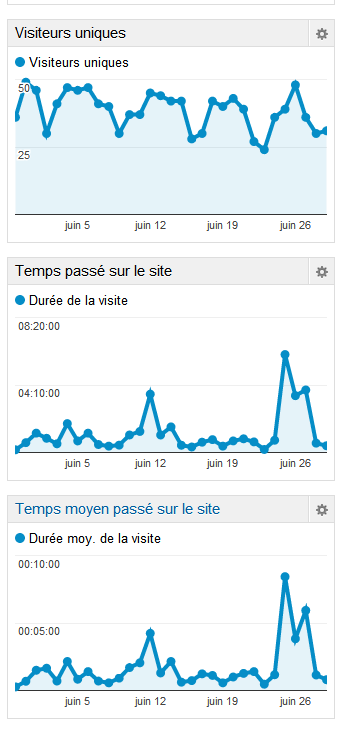 Visiteurs uniques
Visiteurs uniques
50
25
juin 5 juin 12 juin 19 juin 26
Temps passé sur le site
Durée de la visite
08:20:00
04:10:00
juin 5 juin 12 juin 19 juin 26
Temps moyen passé sur le site
Durée moy. de la visite
00:10:00
00:05:00
juin 5 juin 12 juin 19 juin 26